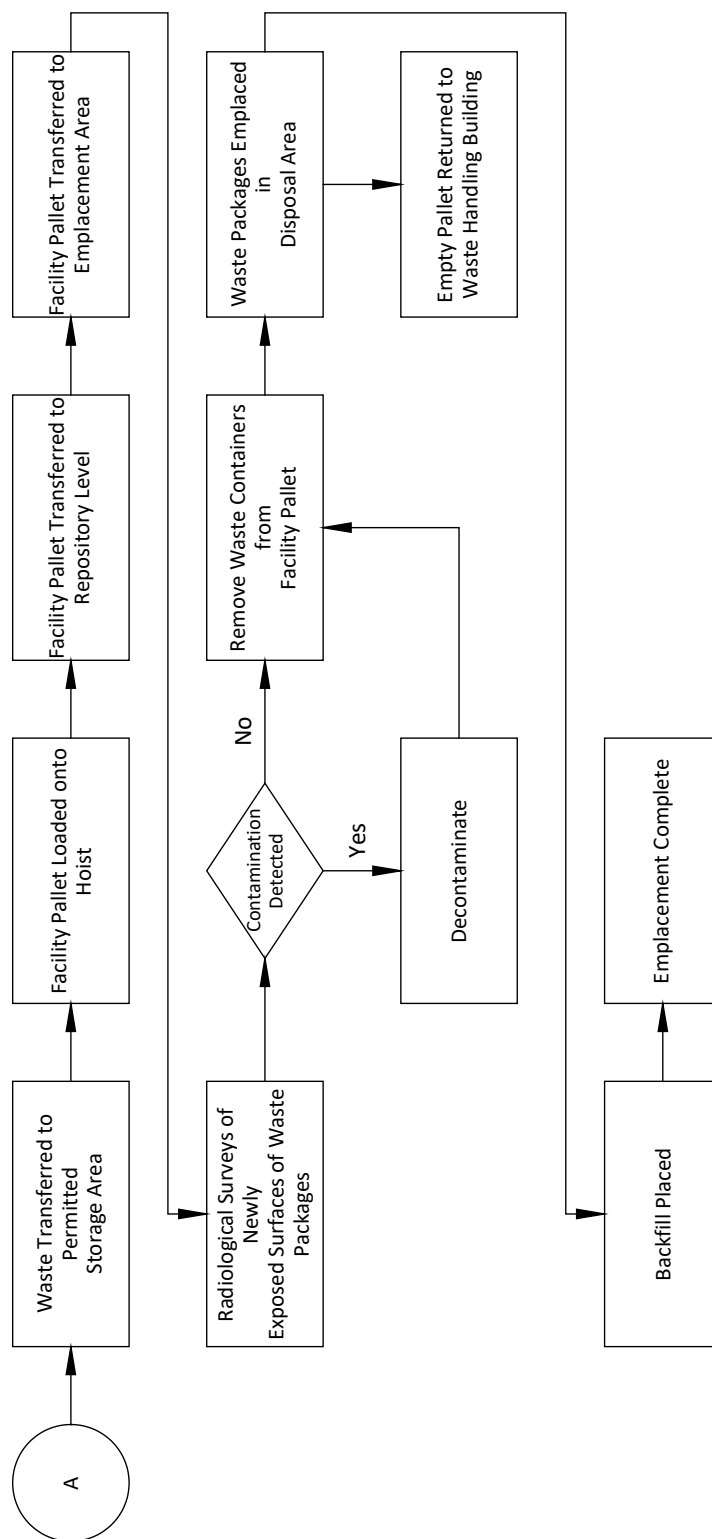 A
Waste Transferred to
Permitted
Storage Area
Facility Pallet Loaded onto
Hoist
Facility Pallet Transferred to
Repository Level
Facility Pallet Transferred to
Emplacement Area
Radiological Surveys of
Newly
Exposed Surfaces of Waste
Packages
Contamination
Detected
No
Yes
Decontaminate
Remove Waste Containers
from
Facility Pallet
Waste Packages Emplaced
in
Disposal Area
Empty Pallet Returned to
Waste Handling Building
Backfill Placed
Emplacement Complete